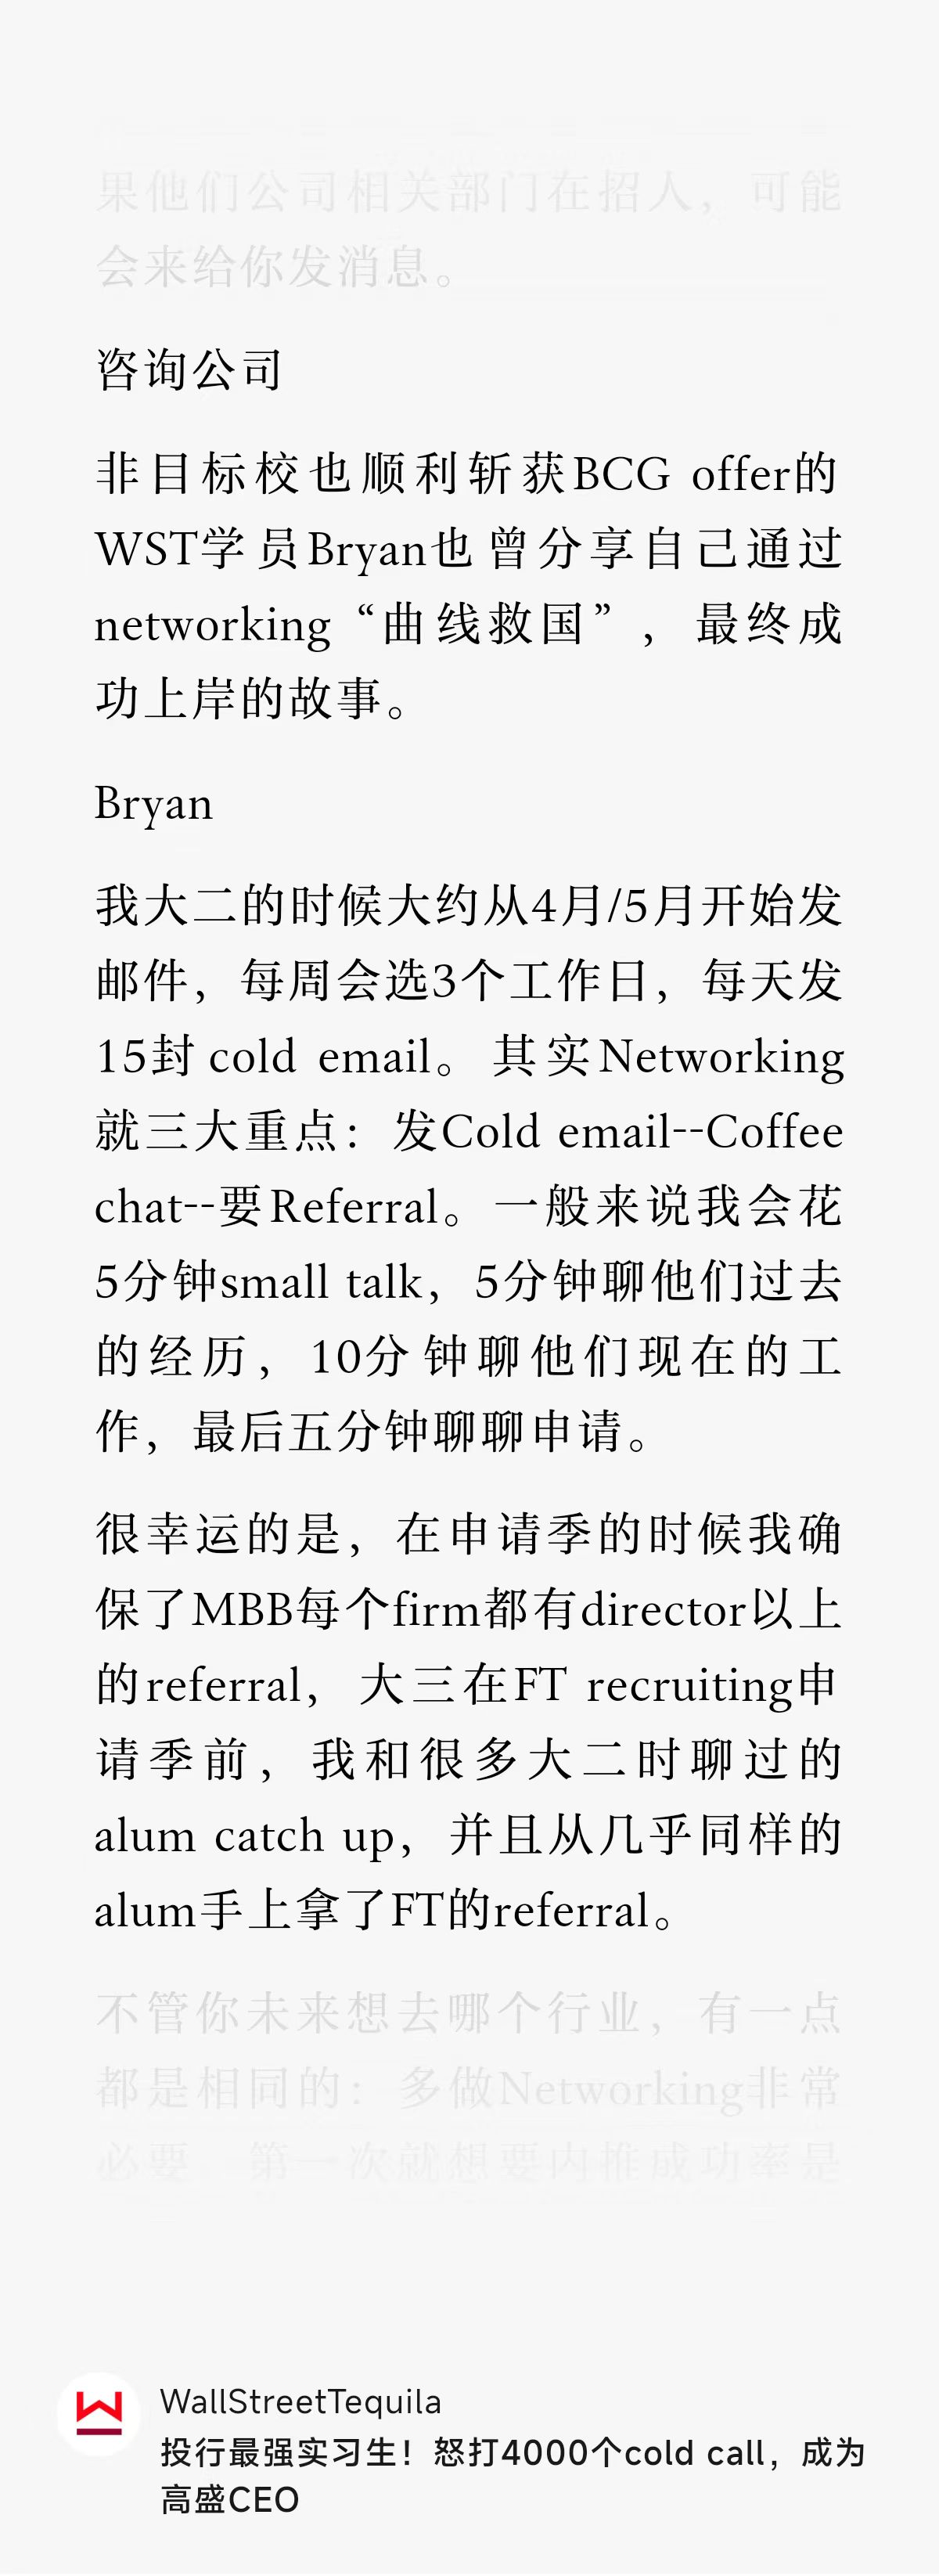 果他们公司相关部门在招人，可能
会来给你发消息。
咨询公司
非目标校也顺利斩获BCG offer的
WST学员Bryan也曾分享自己通过
networking“曲线救国”，最终成
功上岸的故事。
Bryan
我大二的时候大约从4月/5月开始发
邮件，每周会选3个工作日，每天发
15封 cold email。其实Networking
就三大重点：发Cold email--Coffee
chat--要Referral。一般来说我会花
5分钟small talk，5分钟聊他们过去
的经历，10分钟聊他们现在的工
作，最后五分钟聊聊申请。
很幸运的是，在申请季的时候我确
保了MBB每个firm都有director以上
的referral，大三在FT recruiting申
请季前，我和很多大二时聊过的
alum catch up，并且从几乎同样的
alum手上拿了FT的referral。
不管你未来想去哪个行业，有一点
都是相同的：多做Networking非常
必要。第一次就想要内推成功率是
WallStreetTequila
投行最强实习生！怒打4000个cold call，成为
高盛CEO